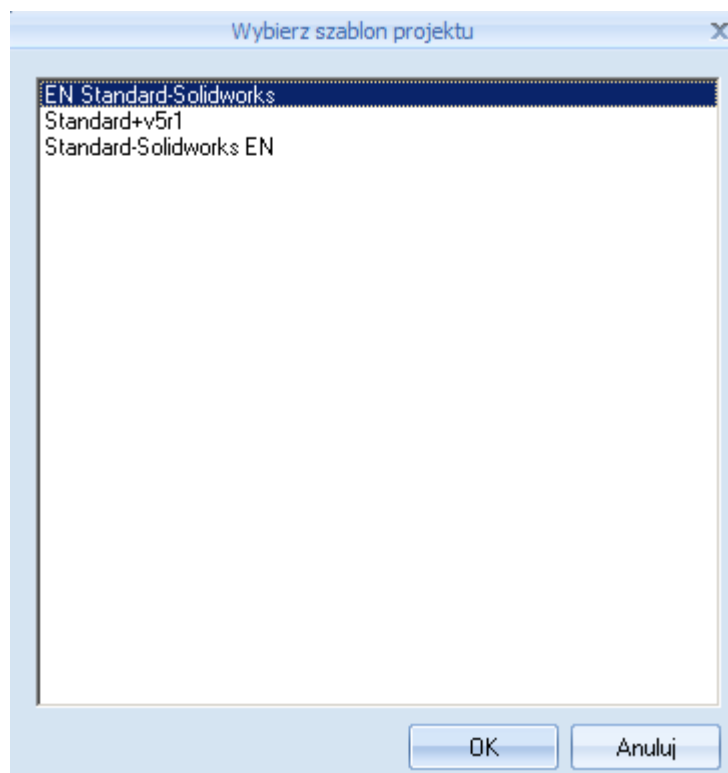 Wybierz szablon projektu
EN Standard-Solidworks
Standard+v5r1
Standard-Solidworks EN
OK
Anuluj